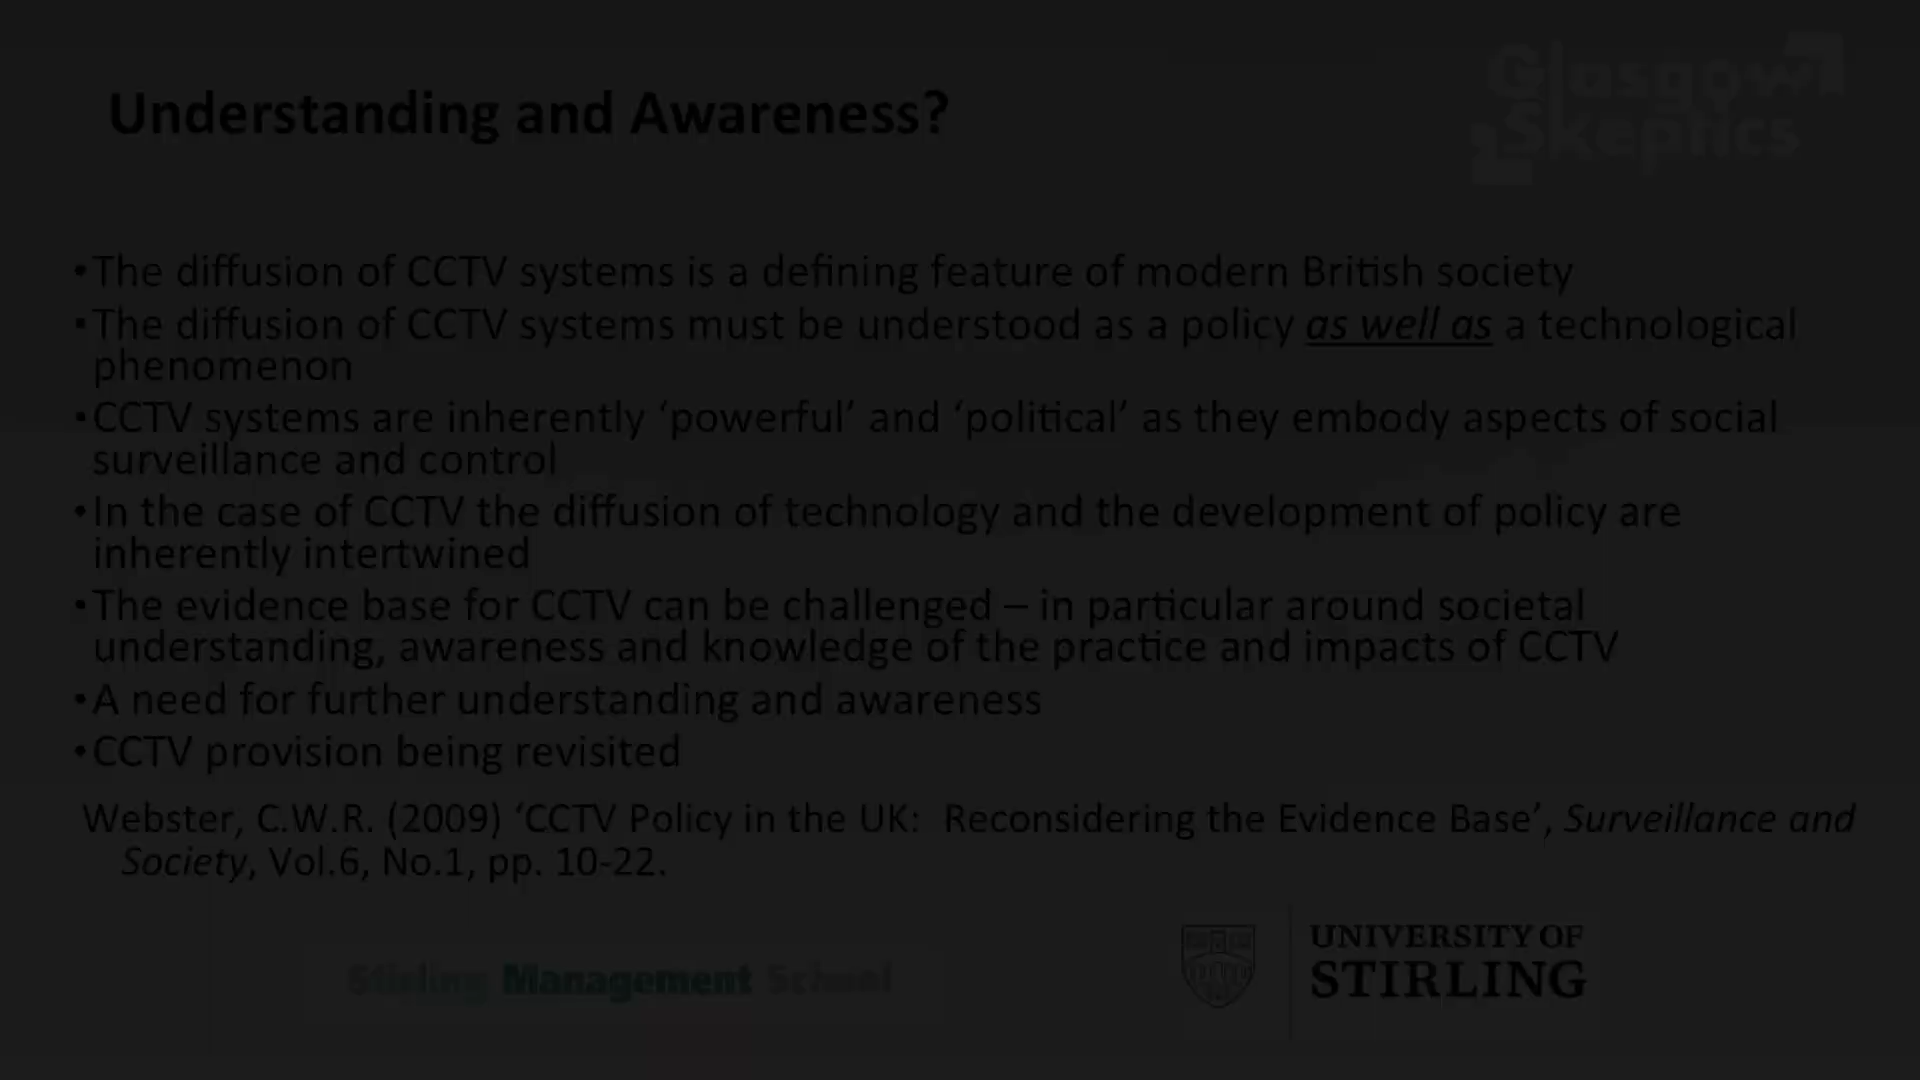 Glasgow
Skeptics
Understanding and Awareness?
•The diffusion of CCTV systems is a defining feature of modern British society
•The diffusion of CCTV systems must be understood as a policy as well as a technological
phenomenon
•CCTV systems are inherently ‘powerful’ and ‘political’ as they embody aspects of social
surveillance and control
•In the case of CCTV the diffusion of technology and the development of policy are
inherently intertwined
•The evidence base for CCTV can be challenged – in particular around societal
understanding, awareness and knowledge of the practice and impacts of CCTV
•A need for further understanding and awareness
•CCTV provision being revisited
Webster, C.W.R. (2009) ‘CCTV Policy in the UK:  Reconsidering the Evidence Base’, Surveillance and
Society, Vol.6, No.1, pp. 10-22.
Stirling Management School
UNIVERSITY OF
STIRLING